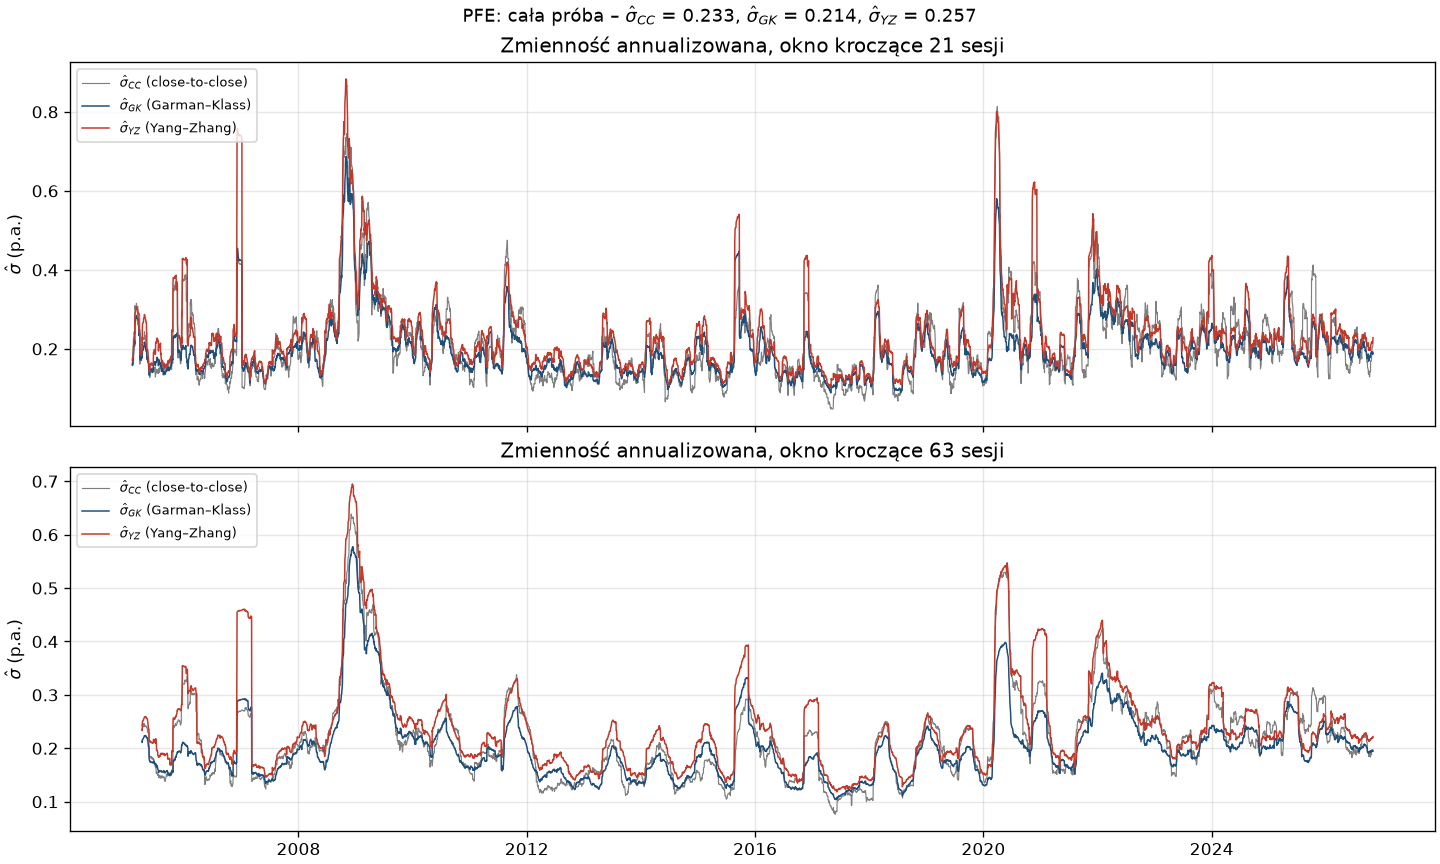 PFE: cała próba – σ̂CC = 0.233, σ̂GK = 0.214, σ̂YZ = 0.257
Zmienność annualizowana, okno kroczące 21 sesji
σ̂CC (close-to-close)
σ̂GK (Garman–Klass)
σ̂YZ (Yang–Zhang)
σ̂ (p.a.)
0.8
0.6
0.4
0.2
Zmienność annualizowana, okno kroczące 63 sesji
σ̂CC (close-to-close)
σ̂GK (Garman–Klass)
σ̂YZ (Yang–Zhang)
σ̂ (p.a.)
0.7
0.6
0.5
0.4
0.3
0.2
0.1
2008 2012 2016 2020 2024